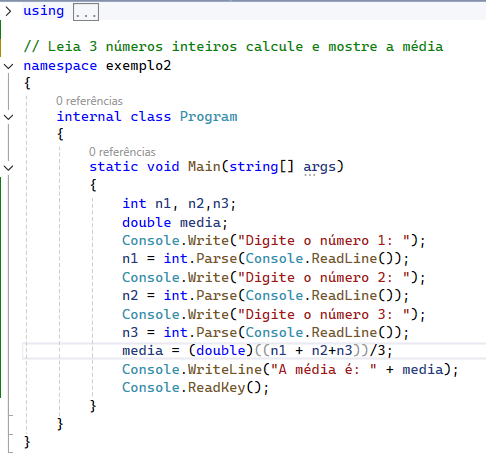 using ...
// Leia 3 números inteiros calcule e mostre a média
namespace exemplo2
{
0 referências
internal class Program
{
0 referências
static void Main(string[] args)
{
int n1, n2,n3;
double media;
Console.Write("Digite o número 1: ");
n1 = int.Parse(Console.ReadLine());
Console.Write("Digite o número 2: ");
n2 = int.Parse(Console.ReadLine());
Console.Write("Digite o número 3: ");
n3 = int.Parse(Console.ReadLine());
media = (double)((n1 + n2+n3))/3;
Console.WriteLine("A média é: " + media);
Console.ReadKey();
}
}
}